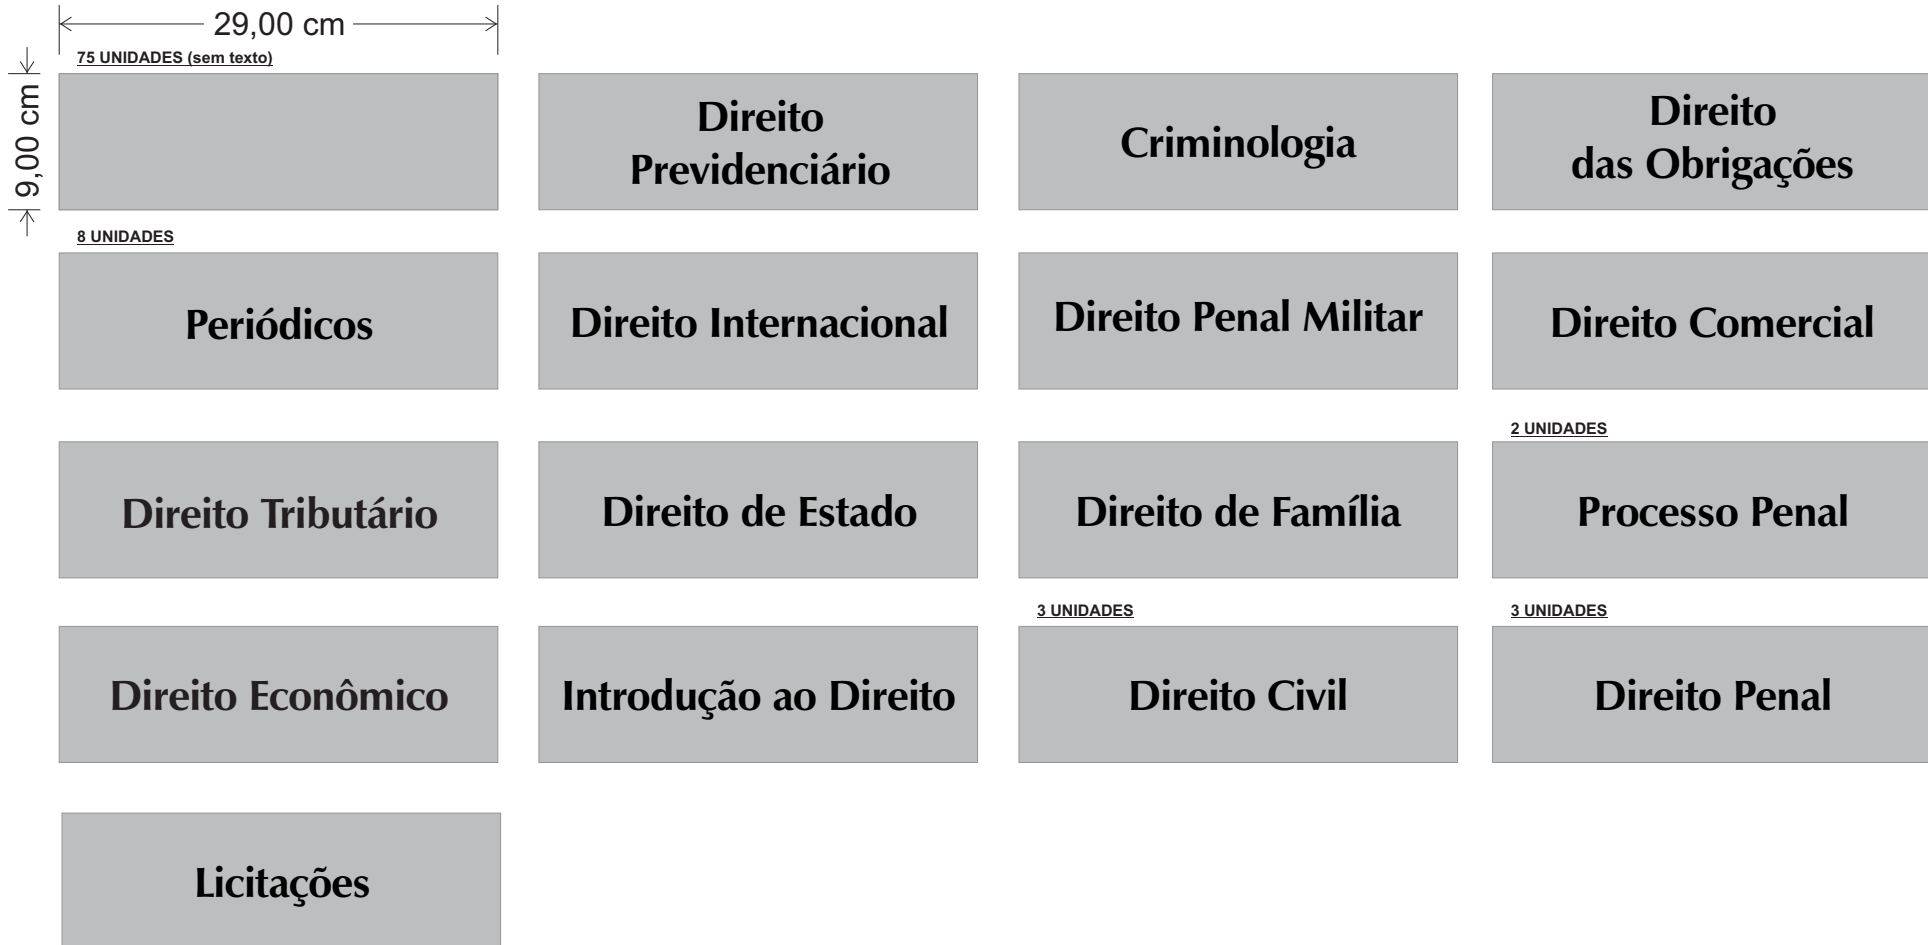 29,00 cm
75 UNIDADES (sem texto)
9,00 cm
Direito
Previdenciário
Criminologia
Direito
das Obrigações
8 UNIDADES
Periódicos
Direito Internacional
Direito Penal Militar
Direito Comercial
Direito Tributário
Direito de Estado
Direito de Família
2 UNIDADES
Processo Penal
Direito Econômico
Introdução ao Direito
3 UNIDADES
Direito Civil
3 UNIDADES
Direito Penal
Licitações